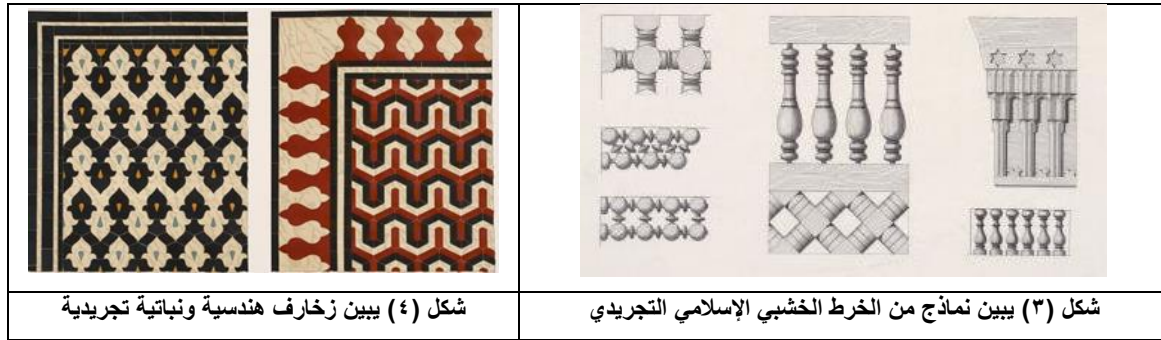 شكل (٣) يبين نماذج من الخرط الخشبي الإسلامي التجريدي
شكل (٤) يبين زخارف هندسية ونباتية تجريدية